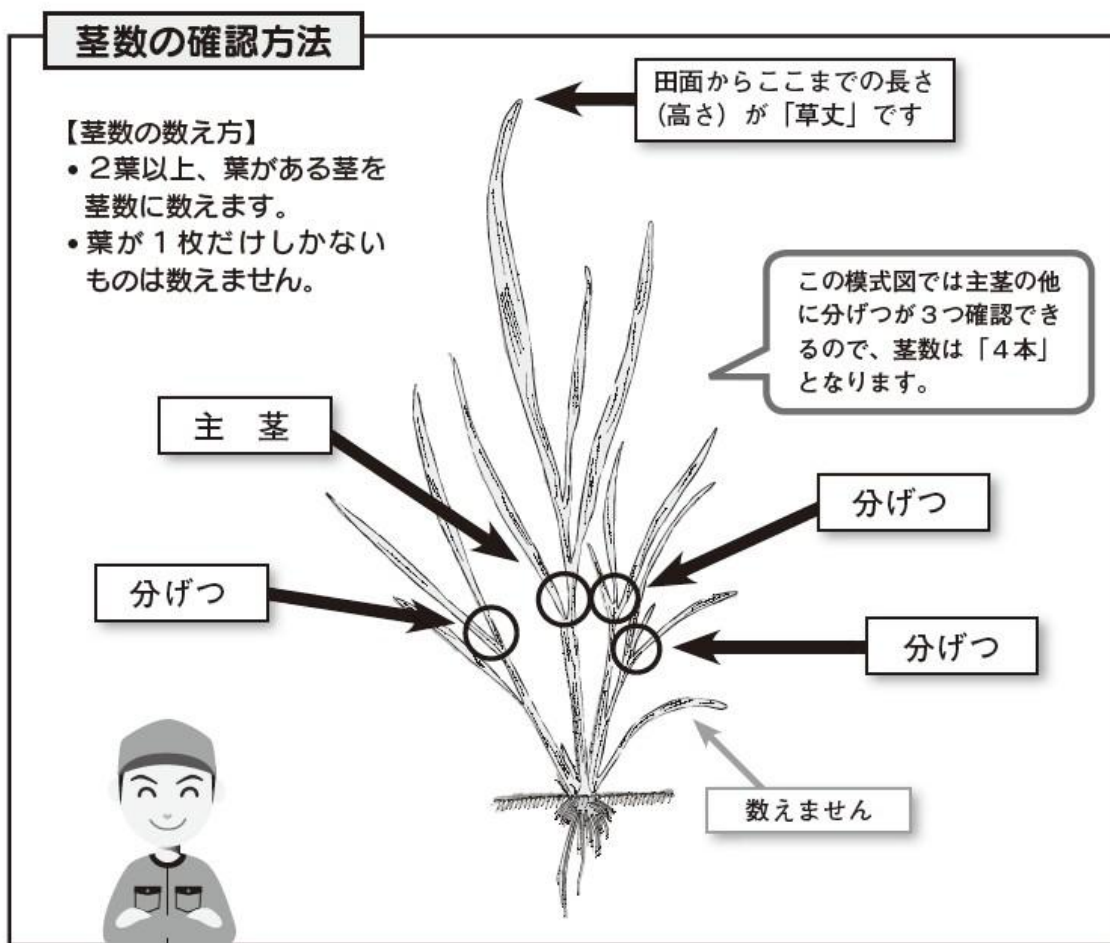 茎数の確認方法
田面からここまでの長さ
(高さ)が「草丈」です
【茎数の数え方】
• 2葉以上、葉がある茎を
茎数に数えます。
• 葉が1枚だけしかない
ものは数えません。
この模式図では主茎の他
に分げつが3つ確認でき
るので、茎数は「4本」
となります。
主 茎
分げつ
分げつ
分げつ
数えません